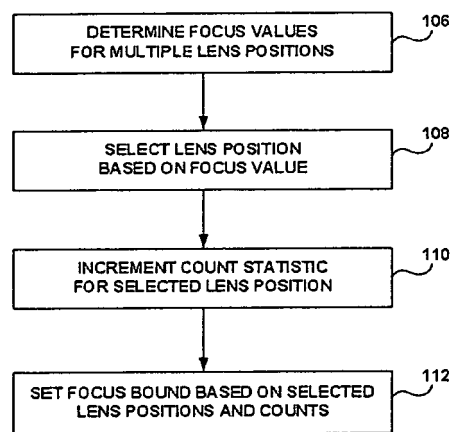 DETERMINE FOCUS VALUES
FOR MULTIPLE LENS POSITIONS
106
SELECT LENS POSITION
BASED ON FOCUS VALUE
108
INCREMENT COUNT STATISTIC
FOR SELECTED LENS POSITION
110
SET FOCUS BOUND BASED ON SELECTED
LENS POSITIONS AND COUNTS
112